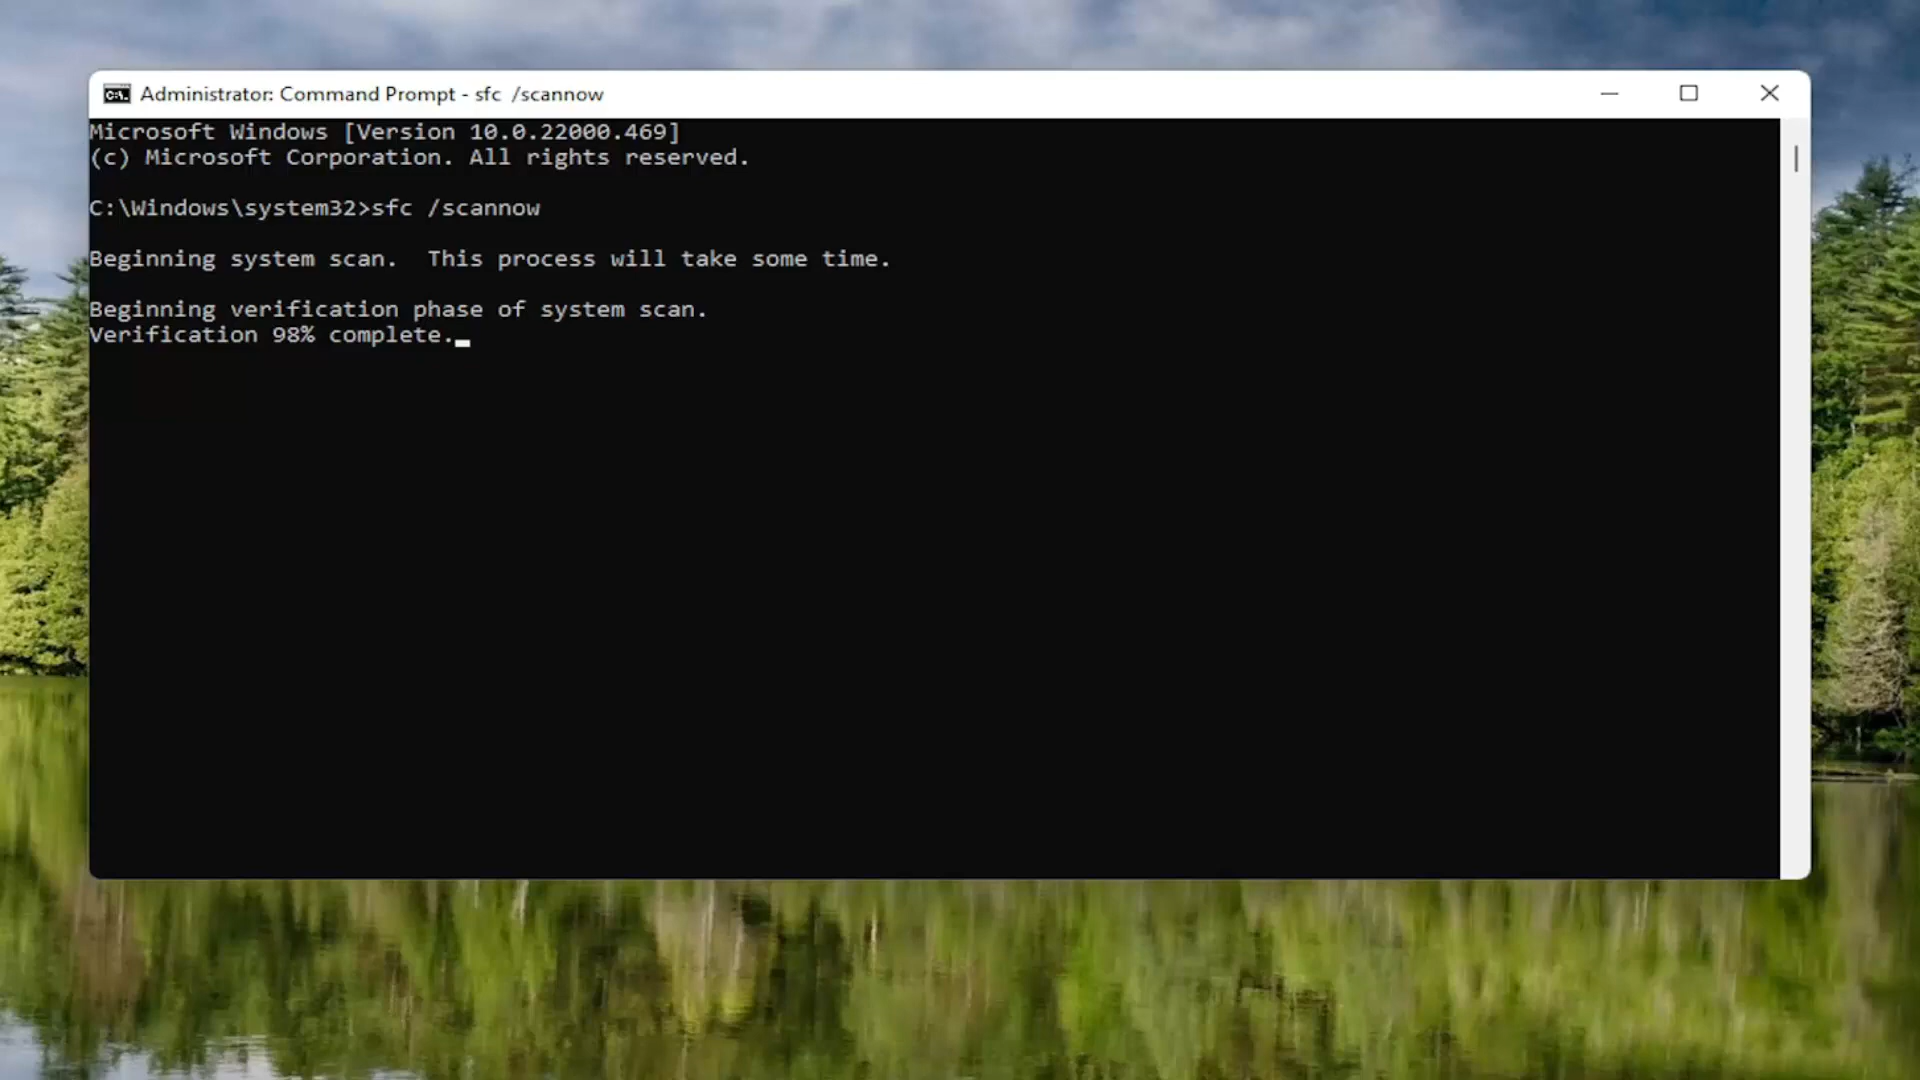 Administrator: Command Prompt - sfc  /scannow
Microsoft Windows [Version 10.0.22000.469]
(c) Microsoft Corporation. All rights reserved.
C:\Windows\system32>sfc /scannow
Beginning system scan.  This process will take some time.
Beginning verification phase of system scan.
Verification 98% complete.